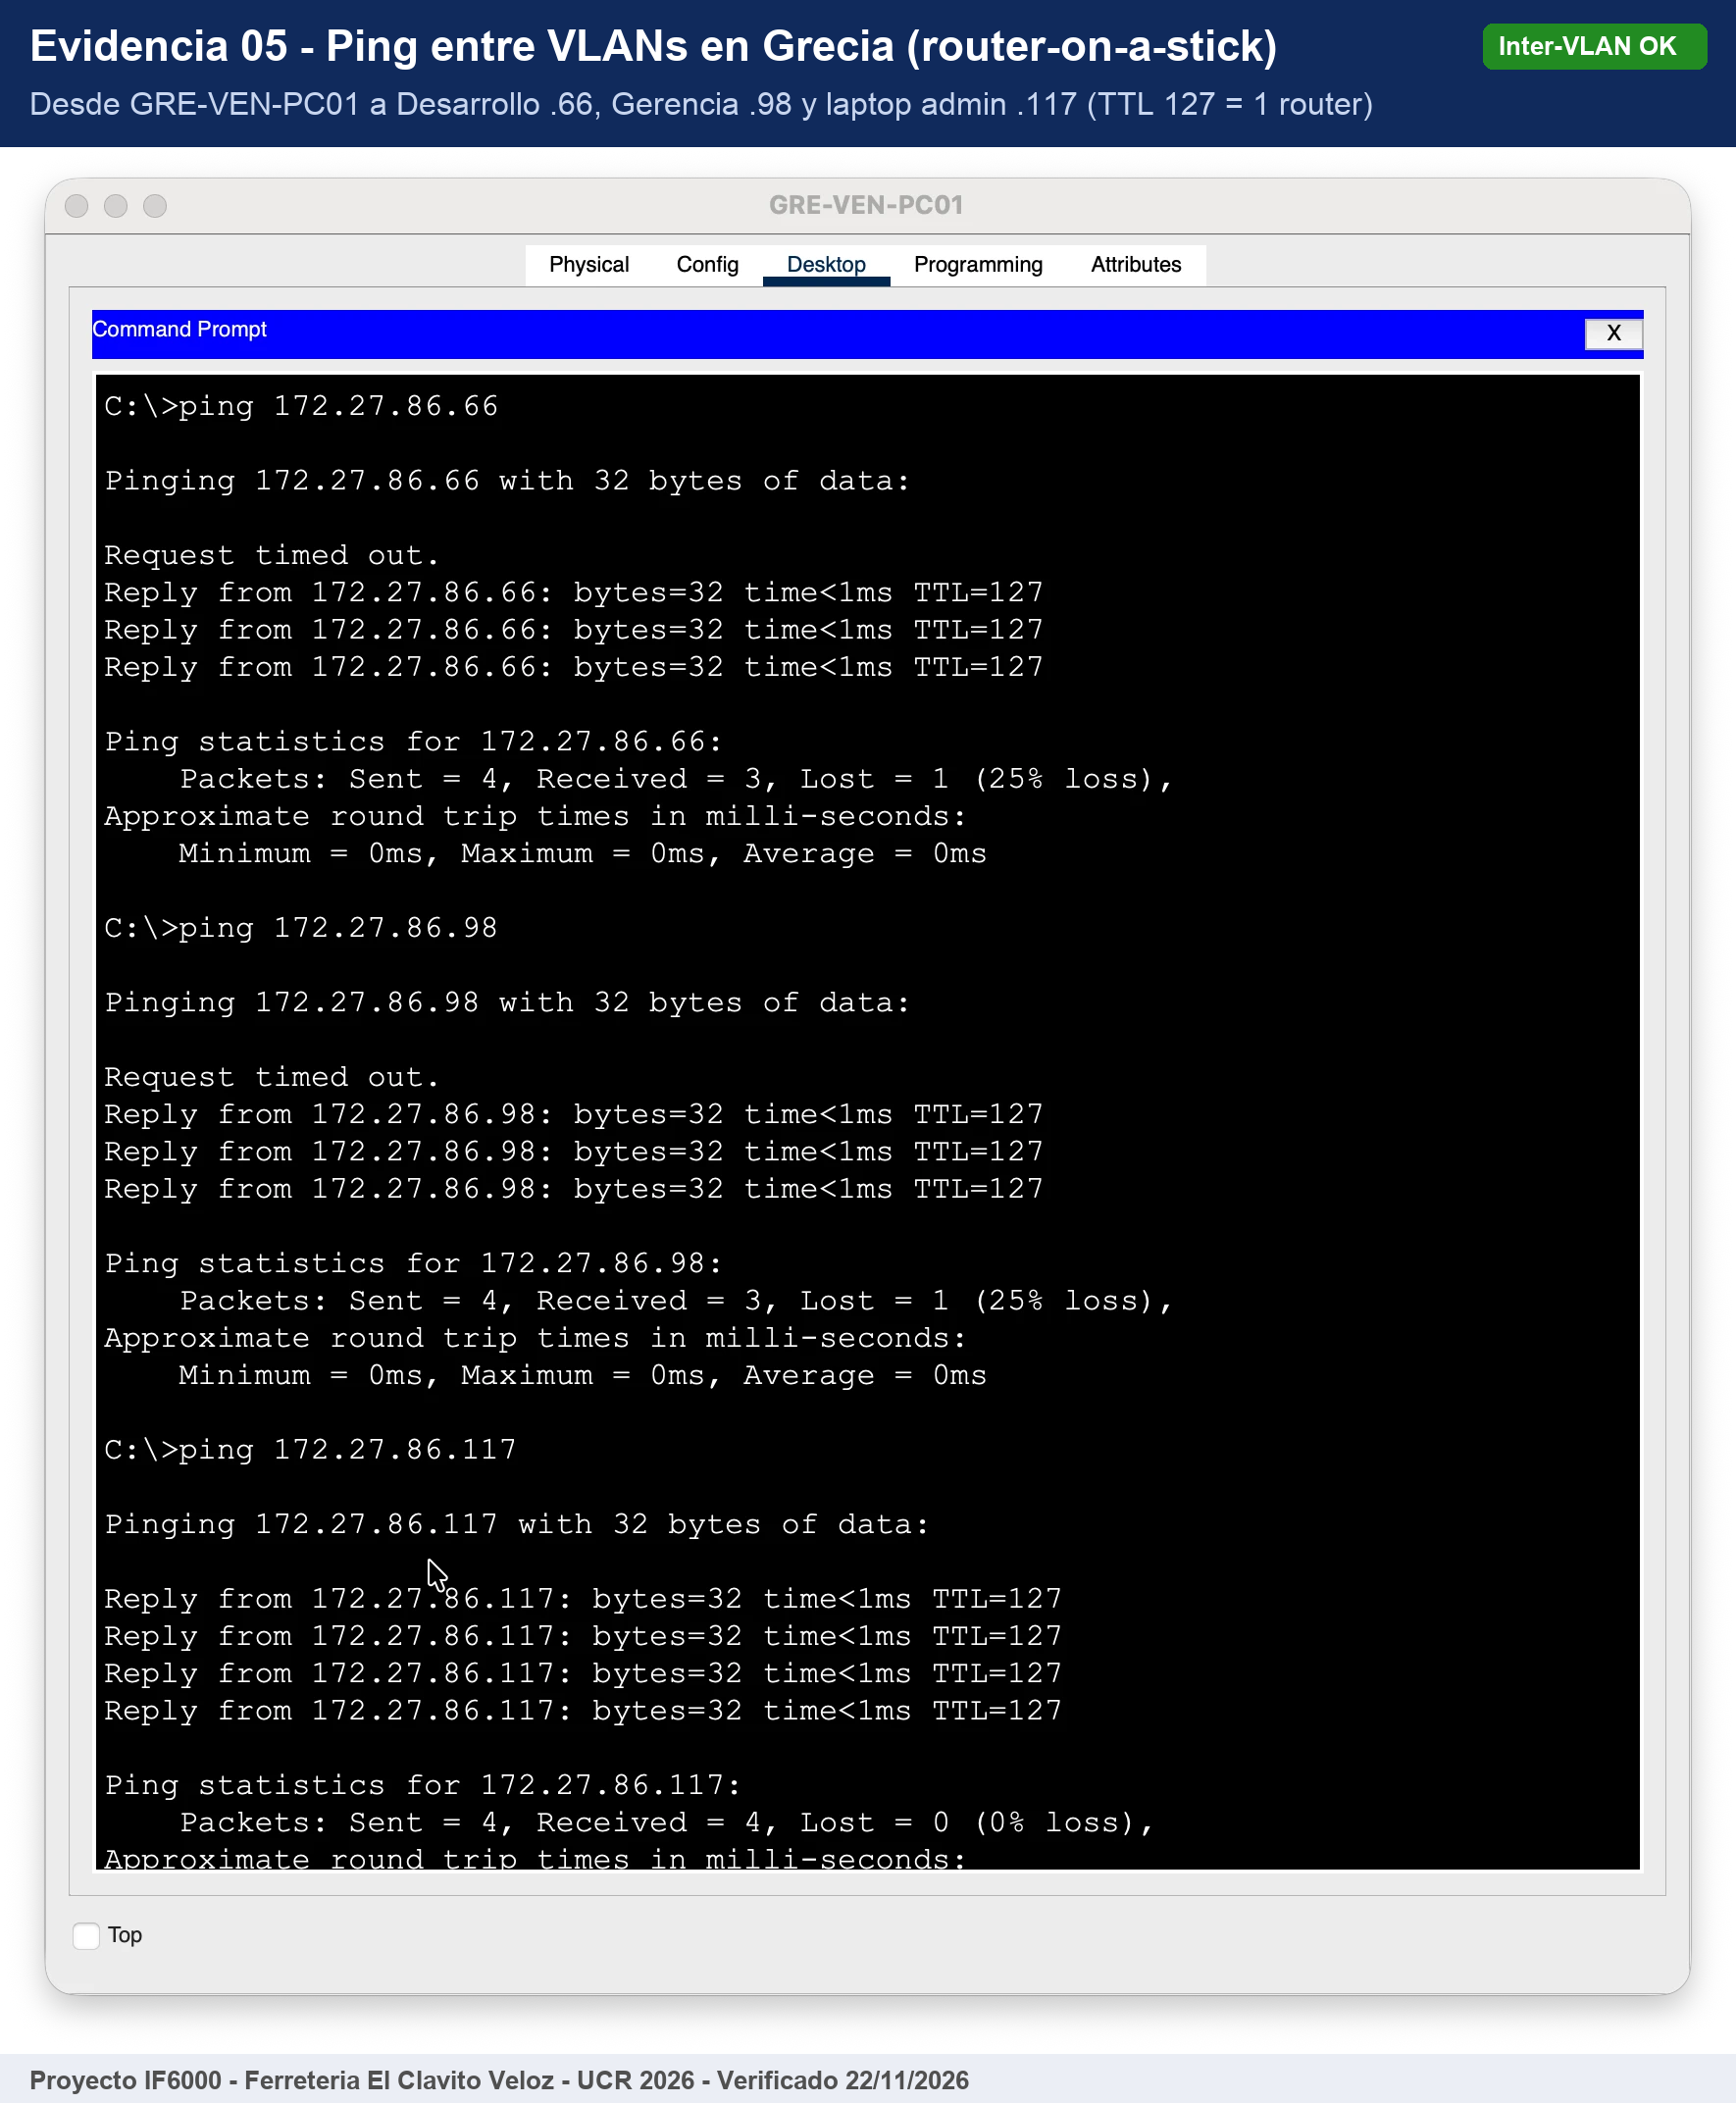 Evidencia 05 - Ping entre VLANs en Grecia (router-on-a-stick)
Inter-VLAN OK
Desde GRE-VEN-PC01 a Desarrollo .66, Gerencia .98 y laptop admin .117 (TTL 127 = 1 router)
GRE-VEN-PC01
Physical Config Desktop Programming Attributes
Command Prompt
X
C:\>ping 172.27.86.66
Pinging 172.27.86.66 with 32 bytes of data:
Request timed out.
Reply from 172.27.86.66: bytes=32 time<1ms TTL=127
Reply from 172.27.86.66: bytes=32 time<1ms TTL=127
Reply from 172.27.86.66: bytes=32 time<1ms TTL=127
Ping statistics for 172.27.86.66:
Packets: Sent = 4, Received = 3, Lost = 1 (25% loss),
Approximate round trip times in milli-seconds:
Minimum = 0ms, Maximum = 0ms, Average = 0ms
C:\>ping 172.27.86.98
Pinging 172.27.86.98 with 32 bytes of data:
Request timed out.
Reply from 172.27.86.98: bytes=32 time<1ms TTL=127
Reply from 172.27.86.98: bytes=32 time<1ms TTL=127
Reply from 172.27.86.98: bytes=32 time<1ms TTL=127
Ping statistics for 172.27.86.98:
Packets: Sent = 4, Received = 3, Lost = 1 (25% loss),
Approximate round trip times in milli-seconds:
Minimum = 0ms, Maximum = 0ms, Average = 0ms
C:\>ping 172.27.86.117
Pinging 172.27.86.117 with 32 bytes of data:
Reply from 172.27.86.117: bytes=32 time<1ms TTL=127
Reply from 172.27.86.117: bytes=32 time<1ms TTL=127
Reply from 172.27.86.117: bytes=32 time<1ms TTL=127
Reply from 172.27.86.117: bytes=32 time<1ms TTL=127
Ping statistics for 172.27.86.117:
Packets: Sent = 4, Received = 4, Lost = 0 (0% loss),
Approximate round trip times in milli-seconds:
Top
Proyecto IF6000 - Ferreteria El Clavito Veloz - UCR 2026 - Verificado 22/11/2026